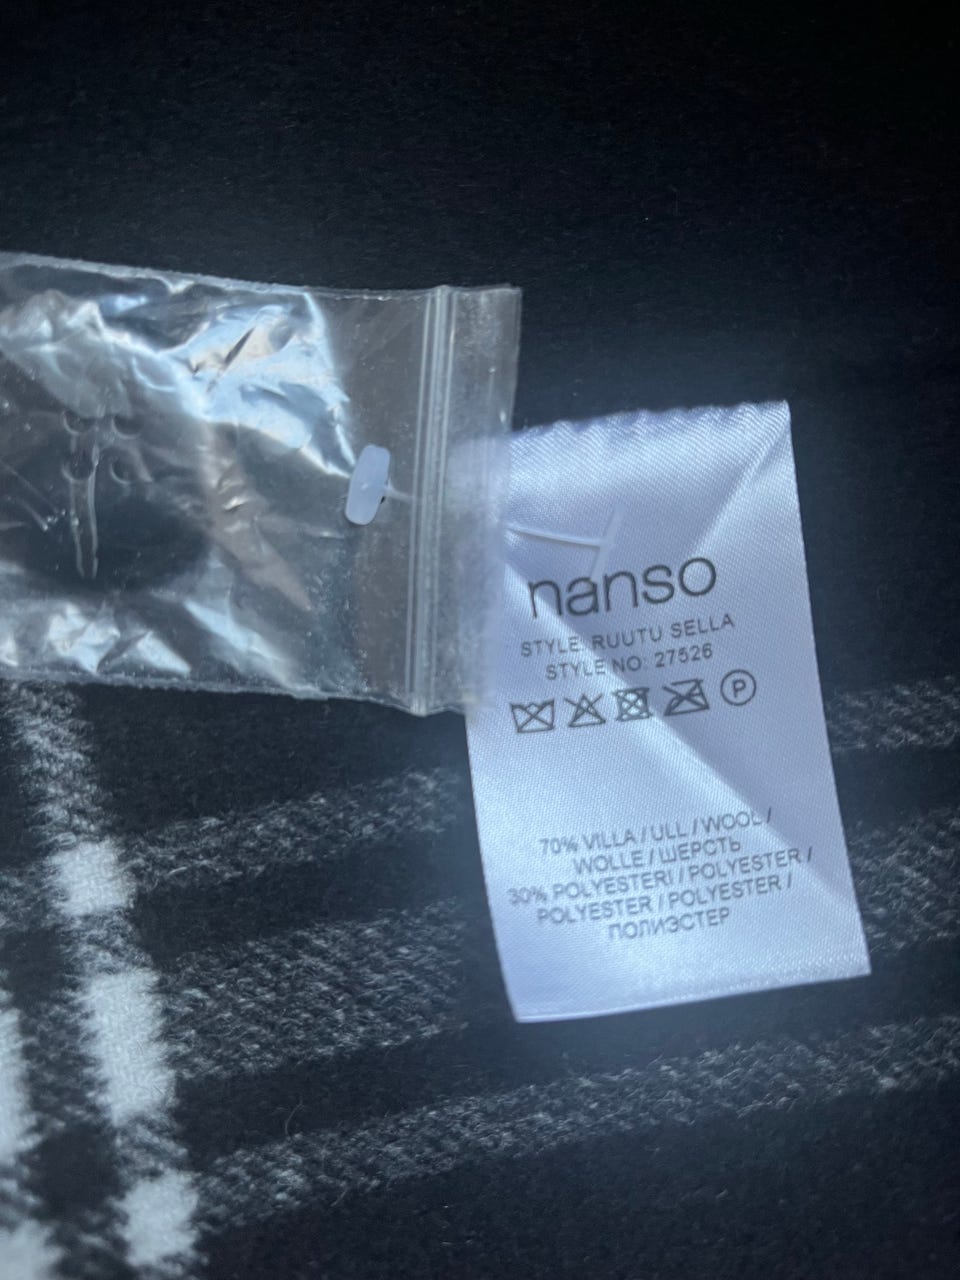 nanso
STYLE: RUUTU SELLA
STYLE NO: 27526
P
70% VILLA / ULL / WOOL /
WOLLE / ШЕРСТЬ
30% POLYESTERI / POLYESTER /
POLYESTER / POLYESTER /
ПОЛИЭСТЕР